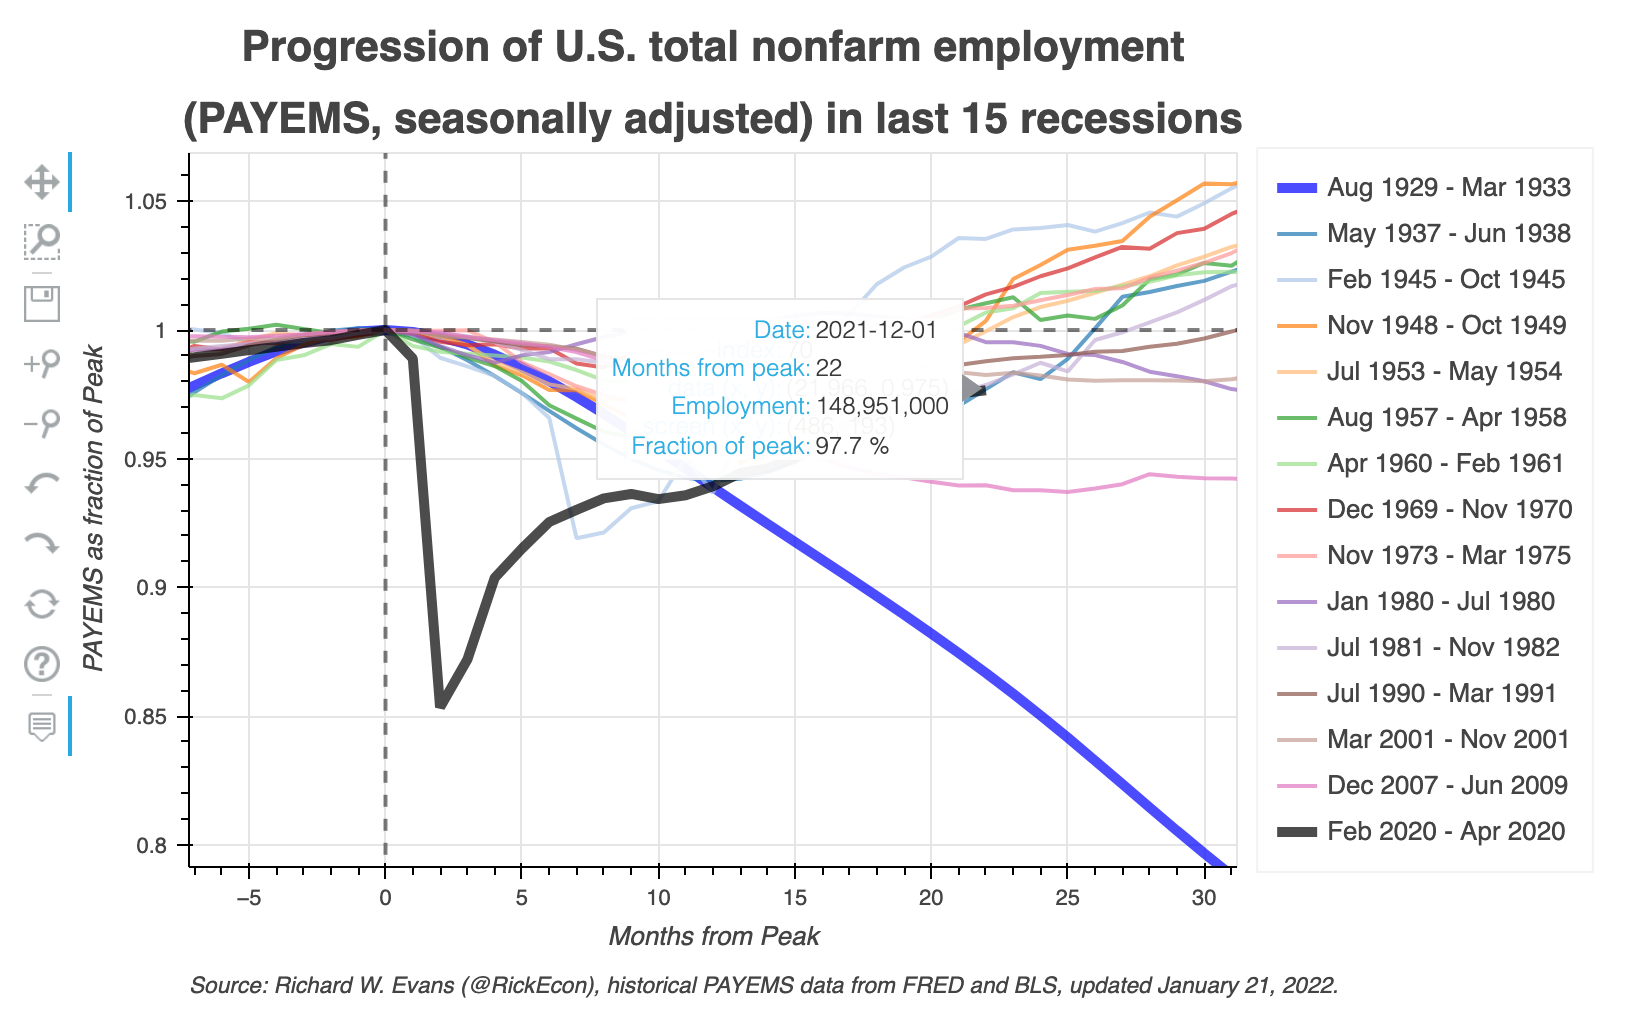 Progression of U.S. total nonfarm employment
(PAYEMS, seasonally adjusted) in last 15 recessions
PAYEMS as fraction of Peak
1.05
1
0.95
0.9
0.85
0.8
−5
0
5
10
15
20
25
30
Months from Peak
Date: 2021-12-01
Months from peak: 22
Employment: 148,951,000
Fraction of peak: 97.7 %
Aug 1929 - Mar 1933
May 1937 - Jun 1938
Feb 1945 - Oct 1945
Nov 1948 - Oct 1949
Jul 1953 - May 1954
Aug 1957 - Apr 1958
Apr 1960 - Feb 1961
Dec 1969 - Nov 1970
Nov 1973 - Mar 1975
Jan 1980 - Jul 1980
Jul 1981 - Nov 1982
Jul 1990 - Mar 1991
Mar 2001 - Nov 2001
Dec 2007 - Jun 2009
Feb 2020 - Apr 2020
Source: Richard W. Evans (@RickEcon), historical PAYEMS data from FRED and BLS, updated January 21, 2022.